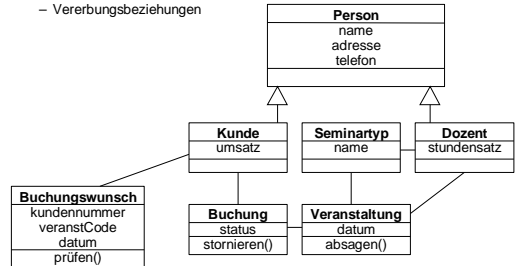 – Vererbungsbeziehungen
Person
name
adresse
telefon
Kunde
umsatz
Seminartyp
name
Dozent
stundensatz
Buchungswunsch
kundennummer
veranstCode
datum
prüfen()
Buchung
status
stornieren()
Veranstaltung
datum
absagen()